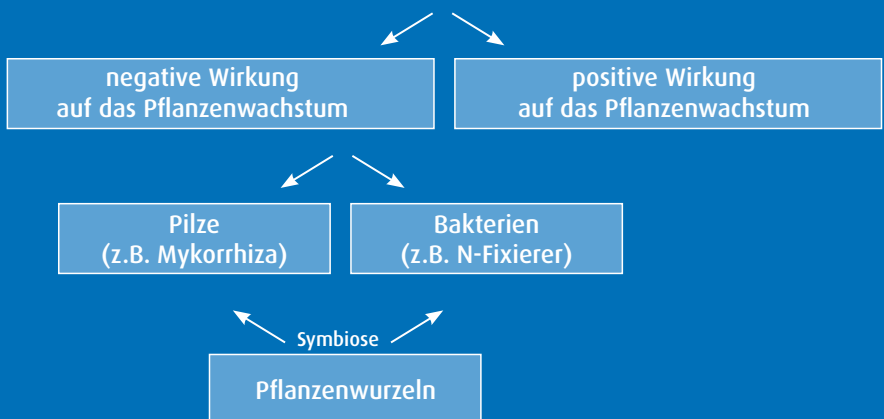 negative Wirkung
auf das Pflanzenwachstum
positive Wirkung
auf das Pflanzenwachstum
Pilze
(z.B. Mykorrhiza)
Bakterien
(z.B. N-Fixierer)
Symbiose
Pflanzenwurzeln